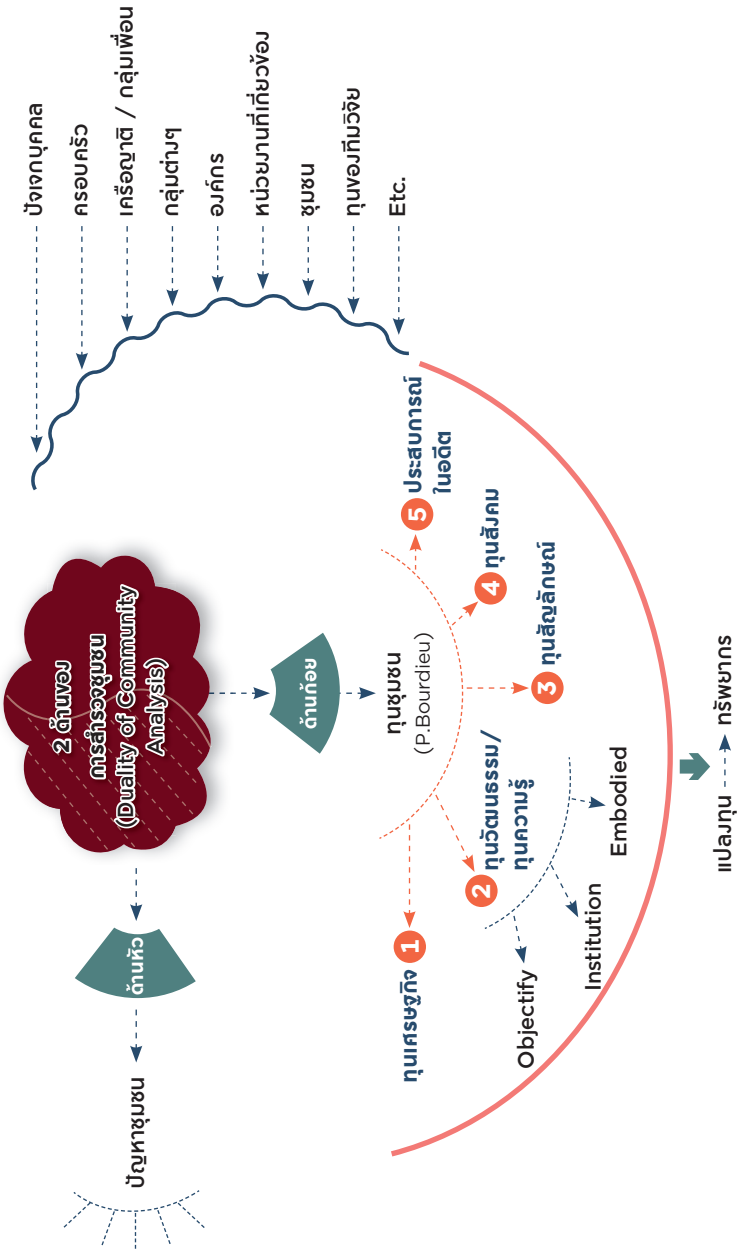 2 ด้านของ
การสำรวจชุมชน
(Duality of Community
Analysis)
ด้านหัว
ปัญหาชุมชน
ด้านก้อย
ทุนชุมชน
(P.Bourdieu)
1
ทุนเศรษฐกิจ
2
ทุนวัฒนธรรม/
ทุนความรู้
Objectify
Institution
Embodied
3
ทุนสัญลักษณ์
4
ทุนสังคม
5
ประสบการณ์
ในอดีต
ปัจเจกบุคคล
ครอบครัว
เครือญาติ / กลุ่มเพื่อน
กลุ่มต่างๆ
องค์กร
หน่วยงานที่เกี่ยวข้อง
ชุมชน
ทุนของทีมวิจัย
Etc.
แปลงทุน
ทรัพยากร